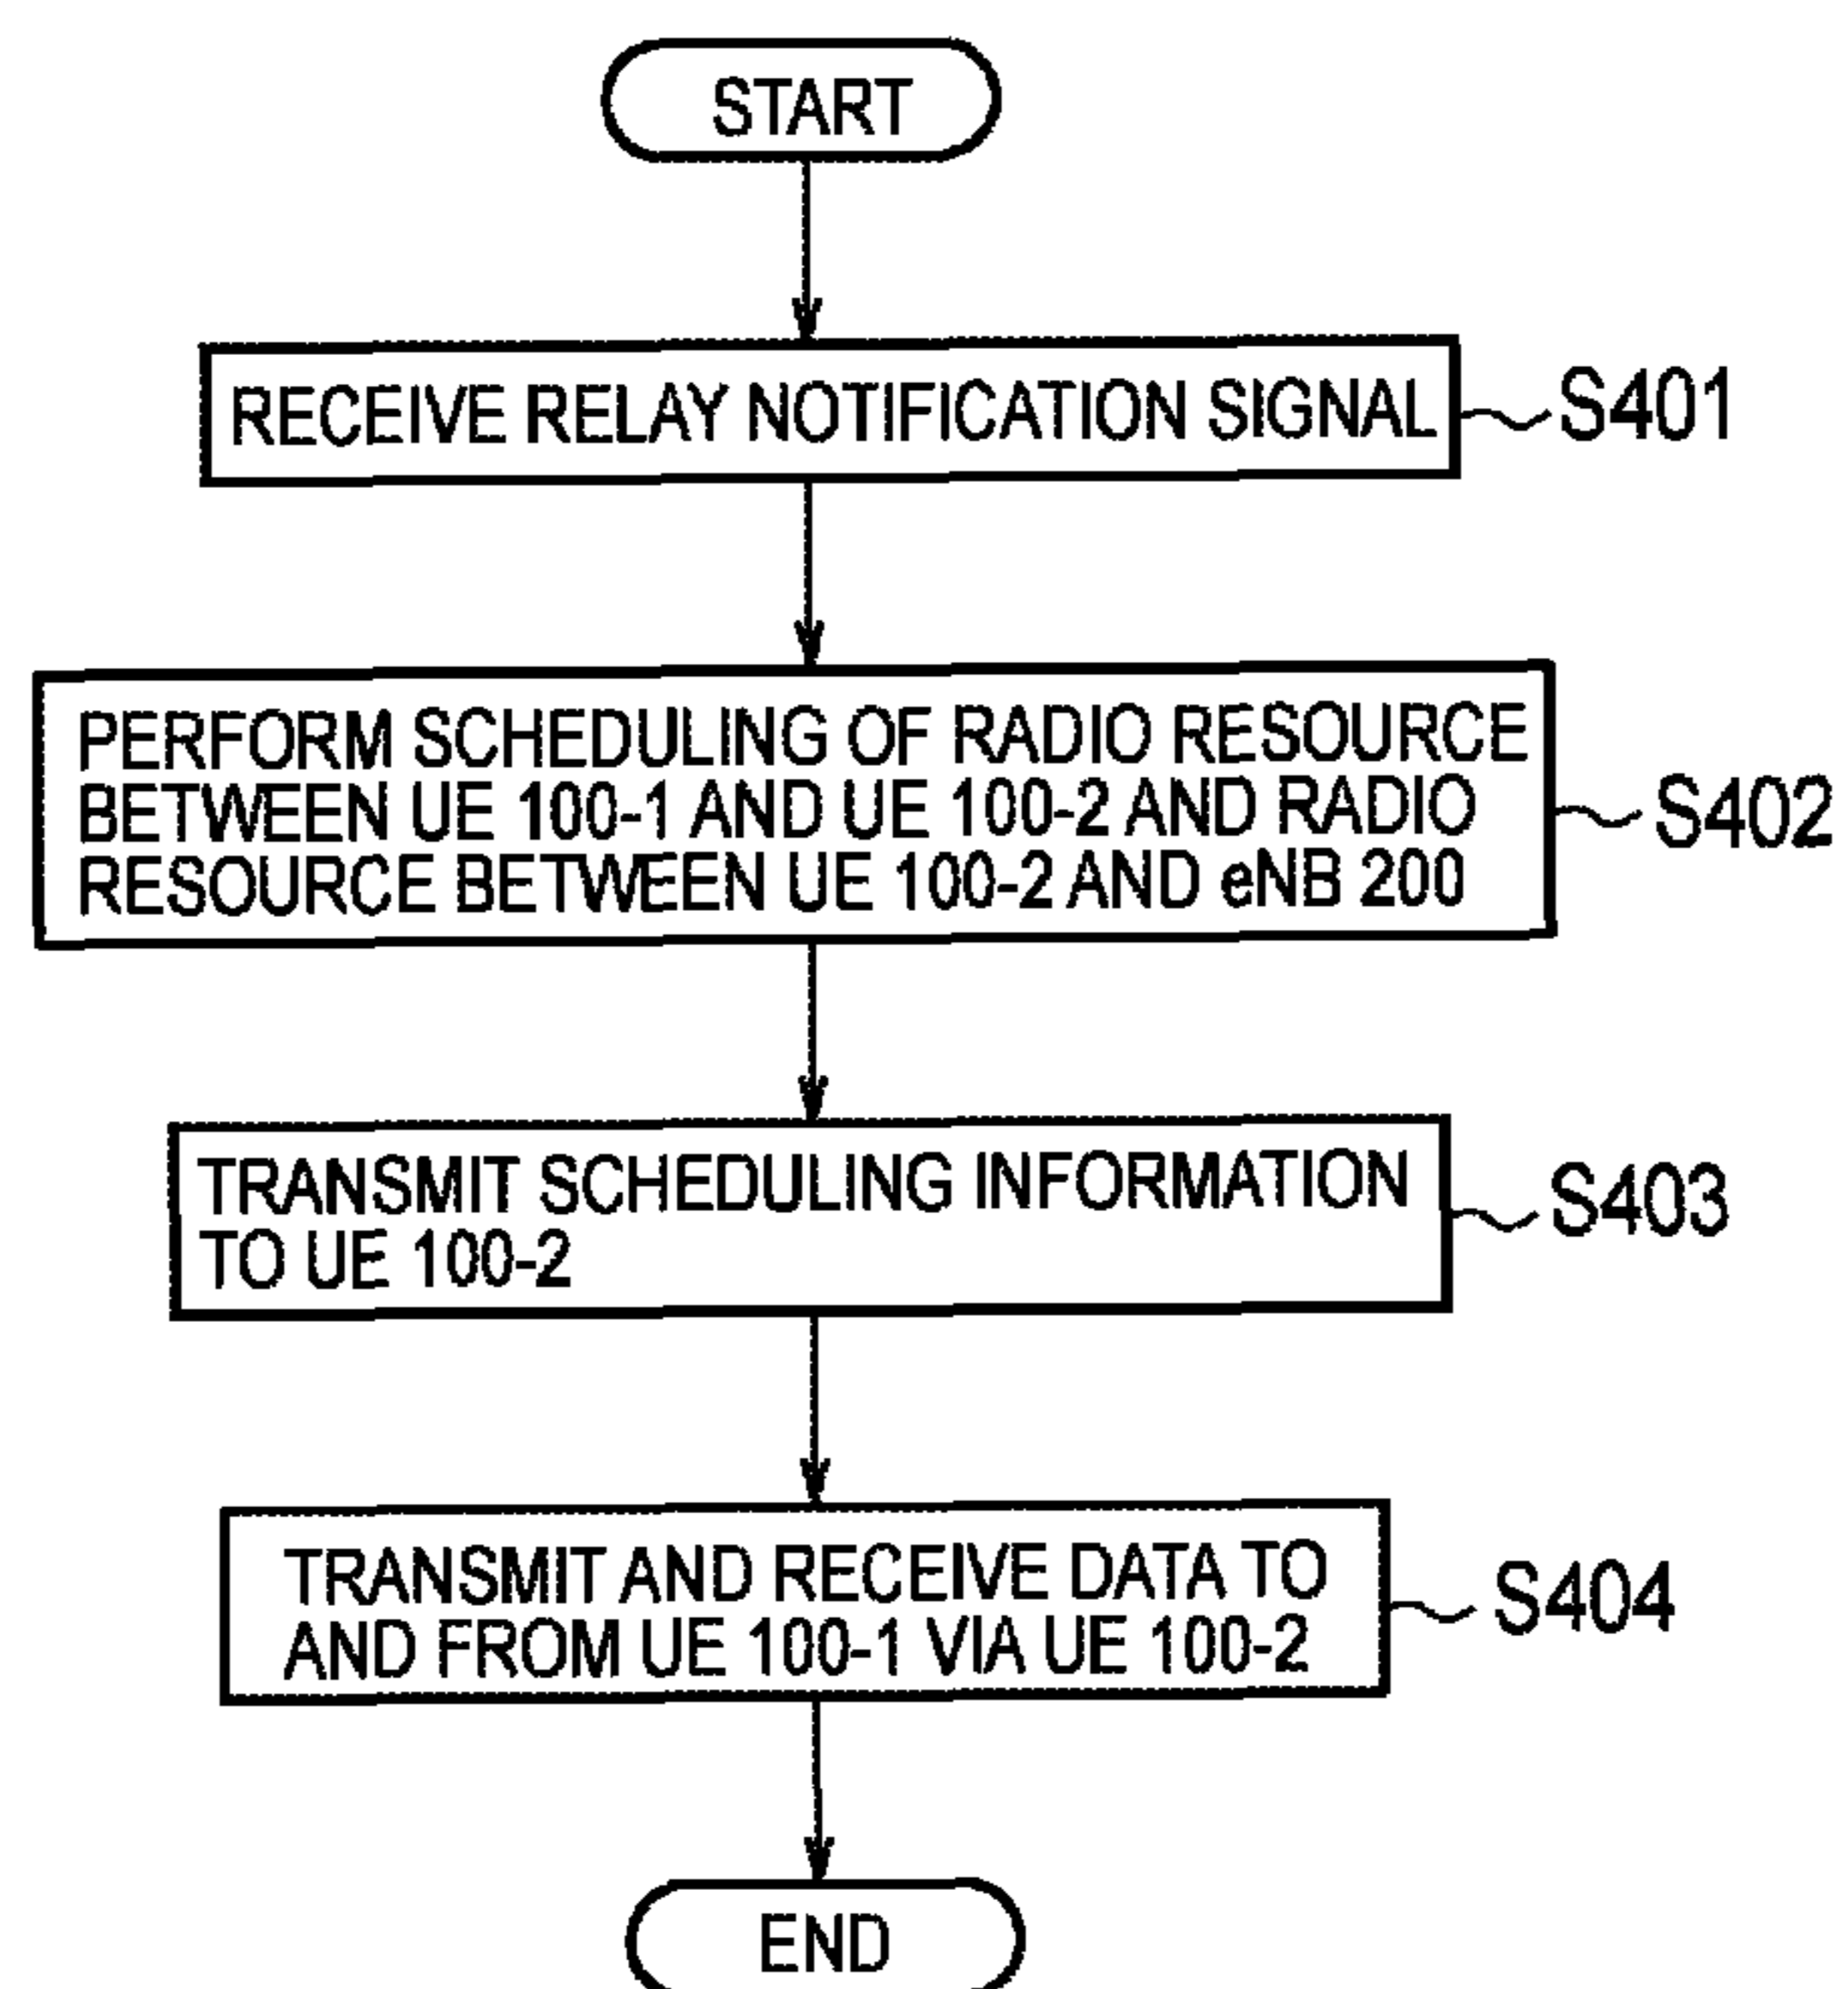 START
RECEIVE RELAY NOTIFICATION SIGNAL
S401
PERFORM SCHEDULING OF RADIO RESOURCE
BETWEEN UE 100-1 AND UE 100-2 AND RADIO
RESOURCE BETWEEN UE 100-2 AND eNB 200
S402
TRANSMIT SCHEDULING INFORMATION
TO UE 100-2
S403
TRANSMIT AND RECEIVE DATA TO
AND FROM UE 100-1 VIA UE 100-2
S404
END